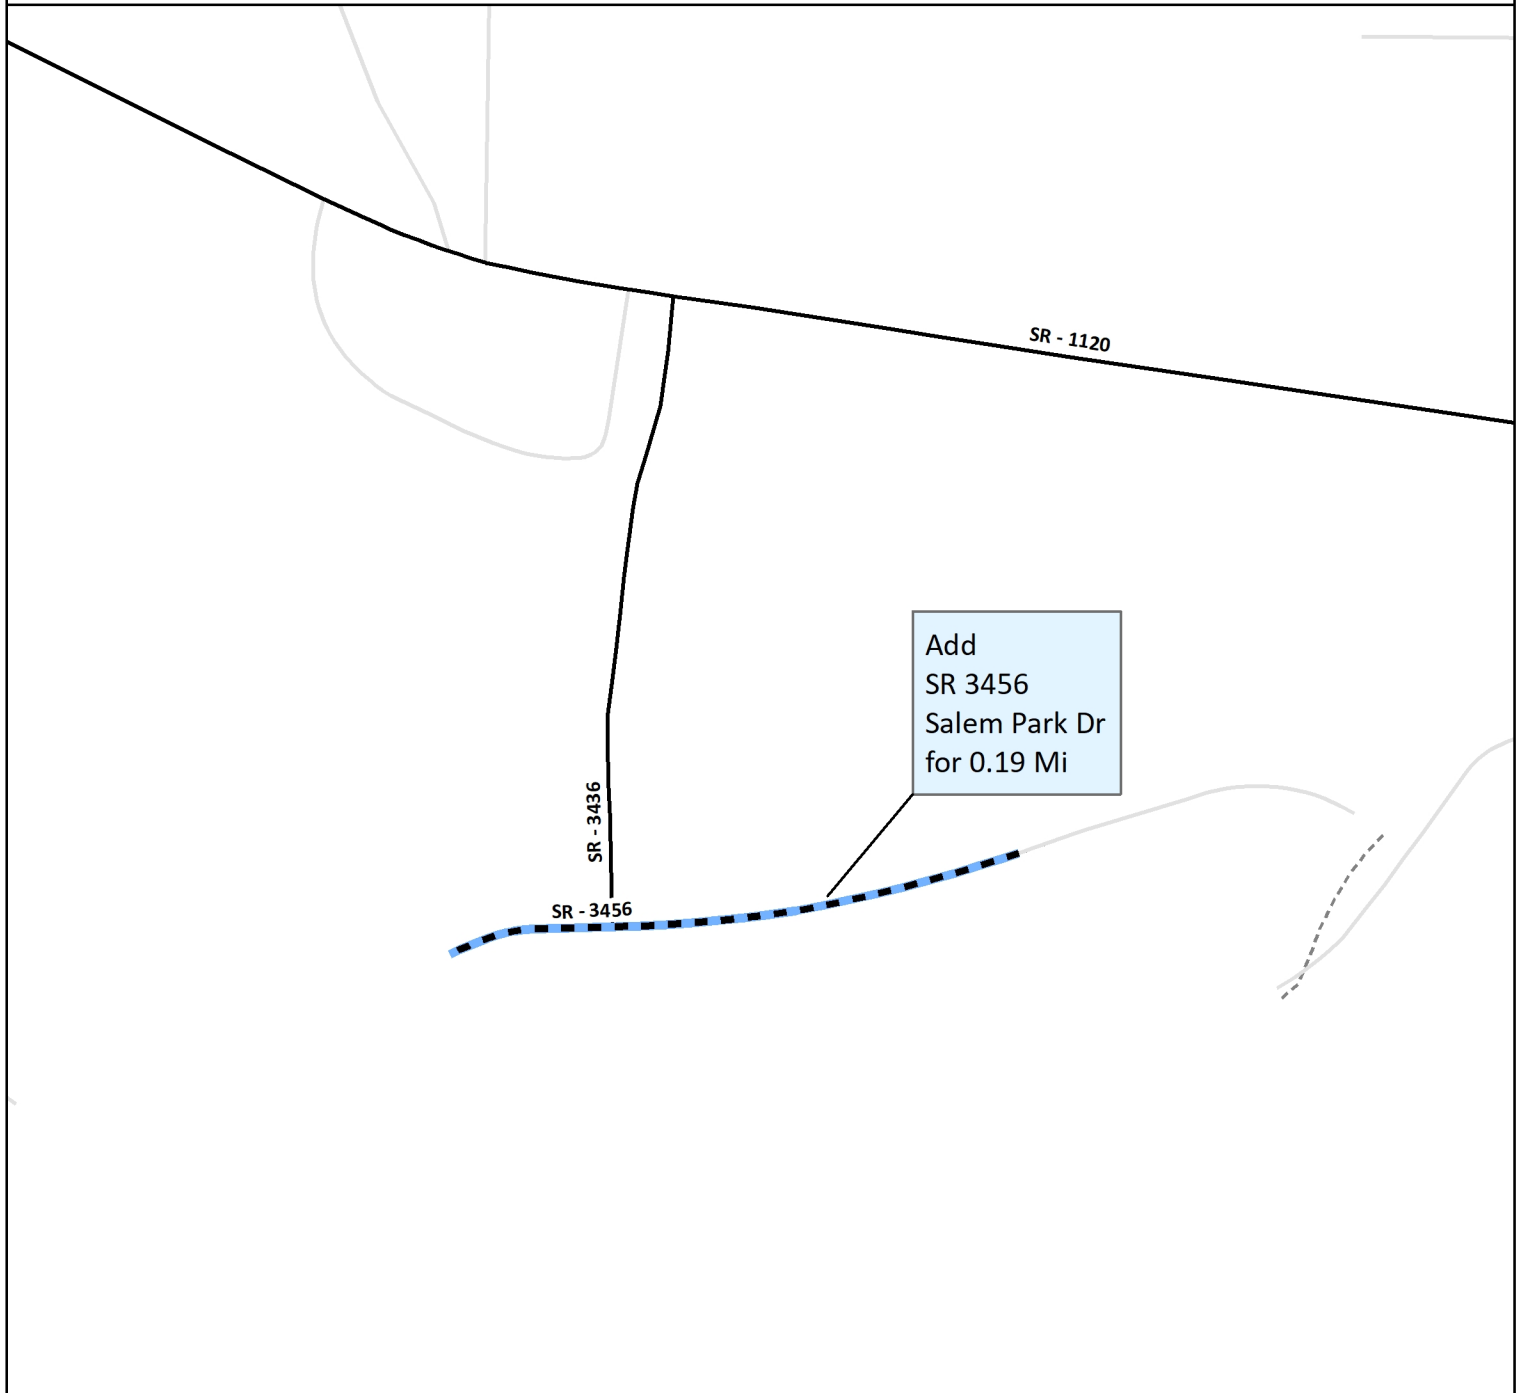 SR - 1120
Add
SR 3456
Salem Park Dr
for 0.19 Mi
SR - 3436
SR - 3456